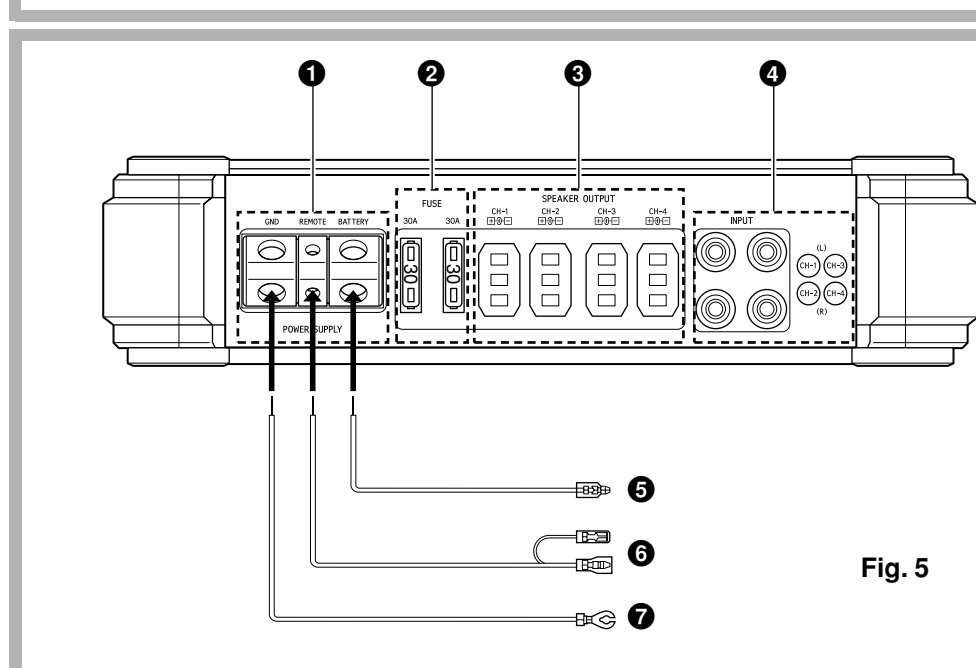 ❶ ❷ ❸ ❹
FUSE
SPEAKER OUTPUT
GND REMOTE BATTERY
30A 30A
CH-1 CH-2 CH-3 CH-4
+ - + - + - + -
INPUT
30 30
(L)
CH-1 CH-3
CH-2 CH-4
(R)
POWER SUPPLY
❺
❻
❼
Fig. 5